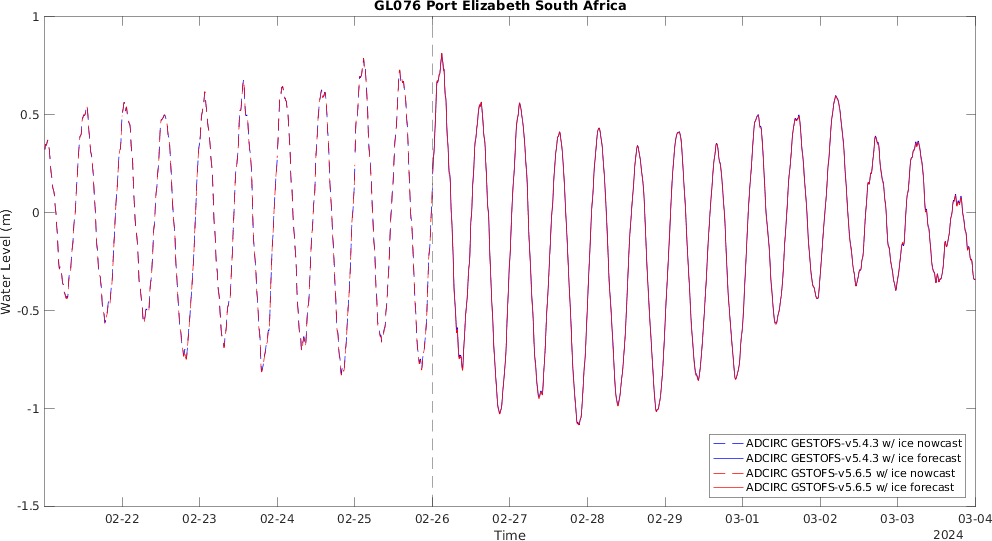 GL076 Port Elizabeth South Africa
1
0.5
0
-0.5
-1
-1.5
Water Level (m)
ADCIRC GESTOFS-v5.4.3 w/ ice nowcast
ADCIRC GESTOFS-v5.4.3 w/ ice forecast
ADCIRC GSTOFS-v5.6.5 w/ ice nowcast
ADCIRC GSTOFS-v5.6.5 w/ ice forecast
02-22 02-23 02-24 02-25 02-26 02-27 02-28 02-29 03-01 03-02 03-03 03-04
Time
2024